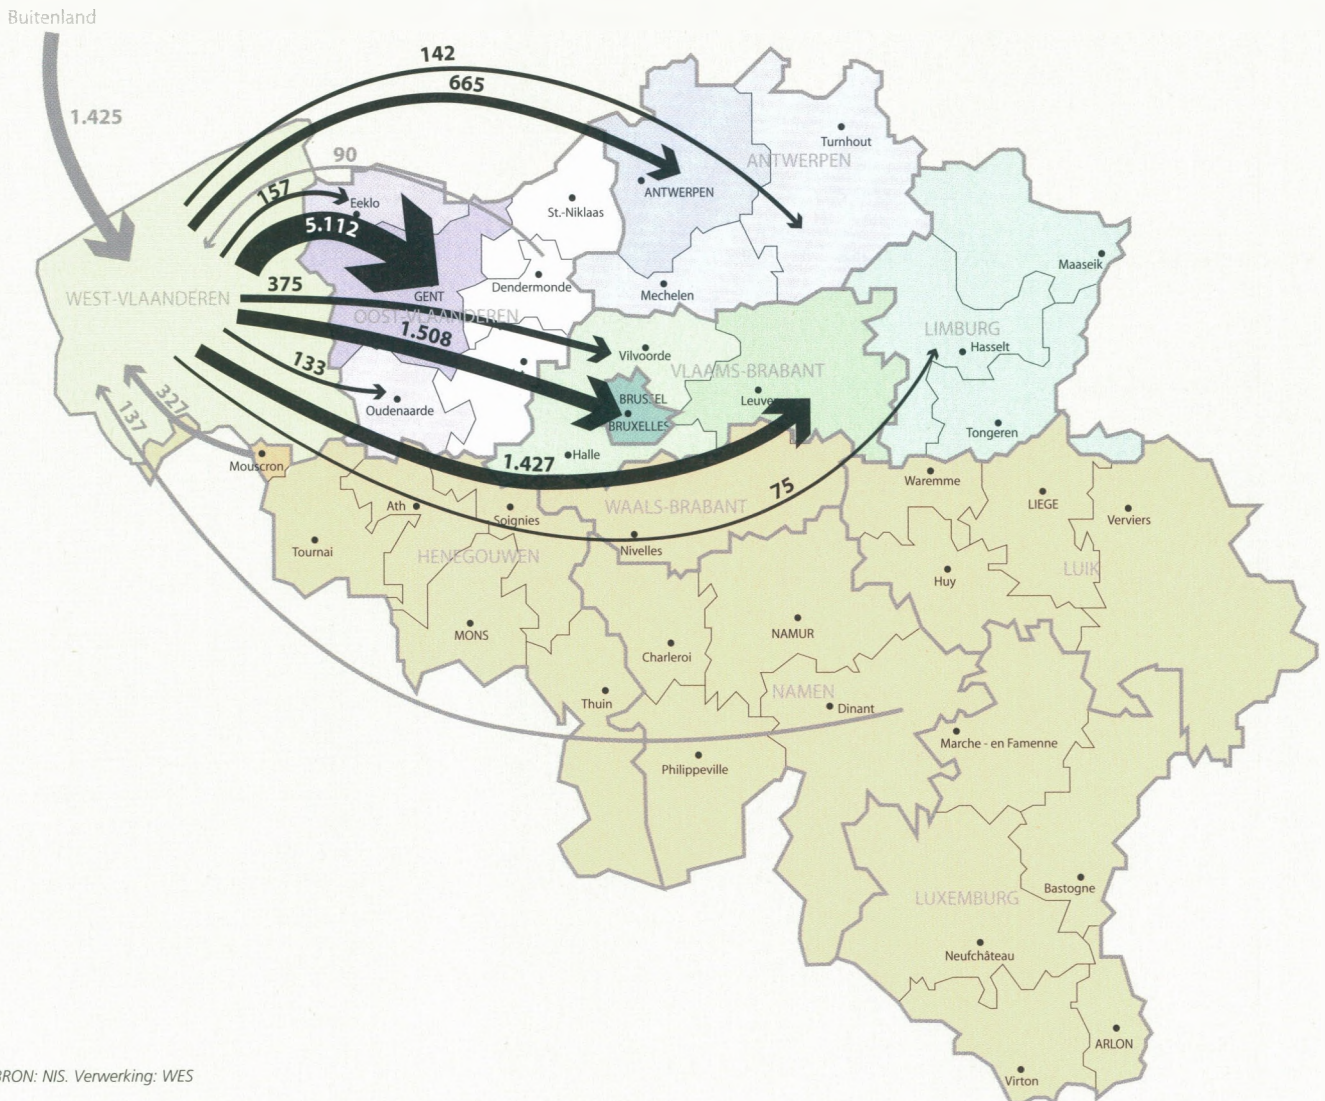 Buitenland
142
665
1.425
90
Turnhout
ANTWERPEN
157
Eeklo
ANTWERPEN
St.-Niklaas
5.112
Maaseik
375
Dendermonde
WEST-VLAANDEREN
GENT
Mechelen
OOST-VLAANDEREN
1.508
LIMBURG
Hasselt
Vilvoorde
133
VLAAMS-BRABANT
327
137
Oudenaarde
BRUSSEL
BRUXELLES
Tongeren
Halle
1.427
Mouscron
75
Waremme
Ath
Soignies
WAALS-BRABANT
LIEGE
Verviers
Tournai
HENEGOUWEN
Nivelles
LUIK
Huy
MONS
NAMUR
Charleroi
NAMEN
Thuin
Dinant
Marche - en Famenne
Philippeville
Bastogne
LUXEMBURG
Neufchâteau
ARLON
Virton
BRON: NIS. Verwerking: WES